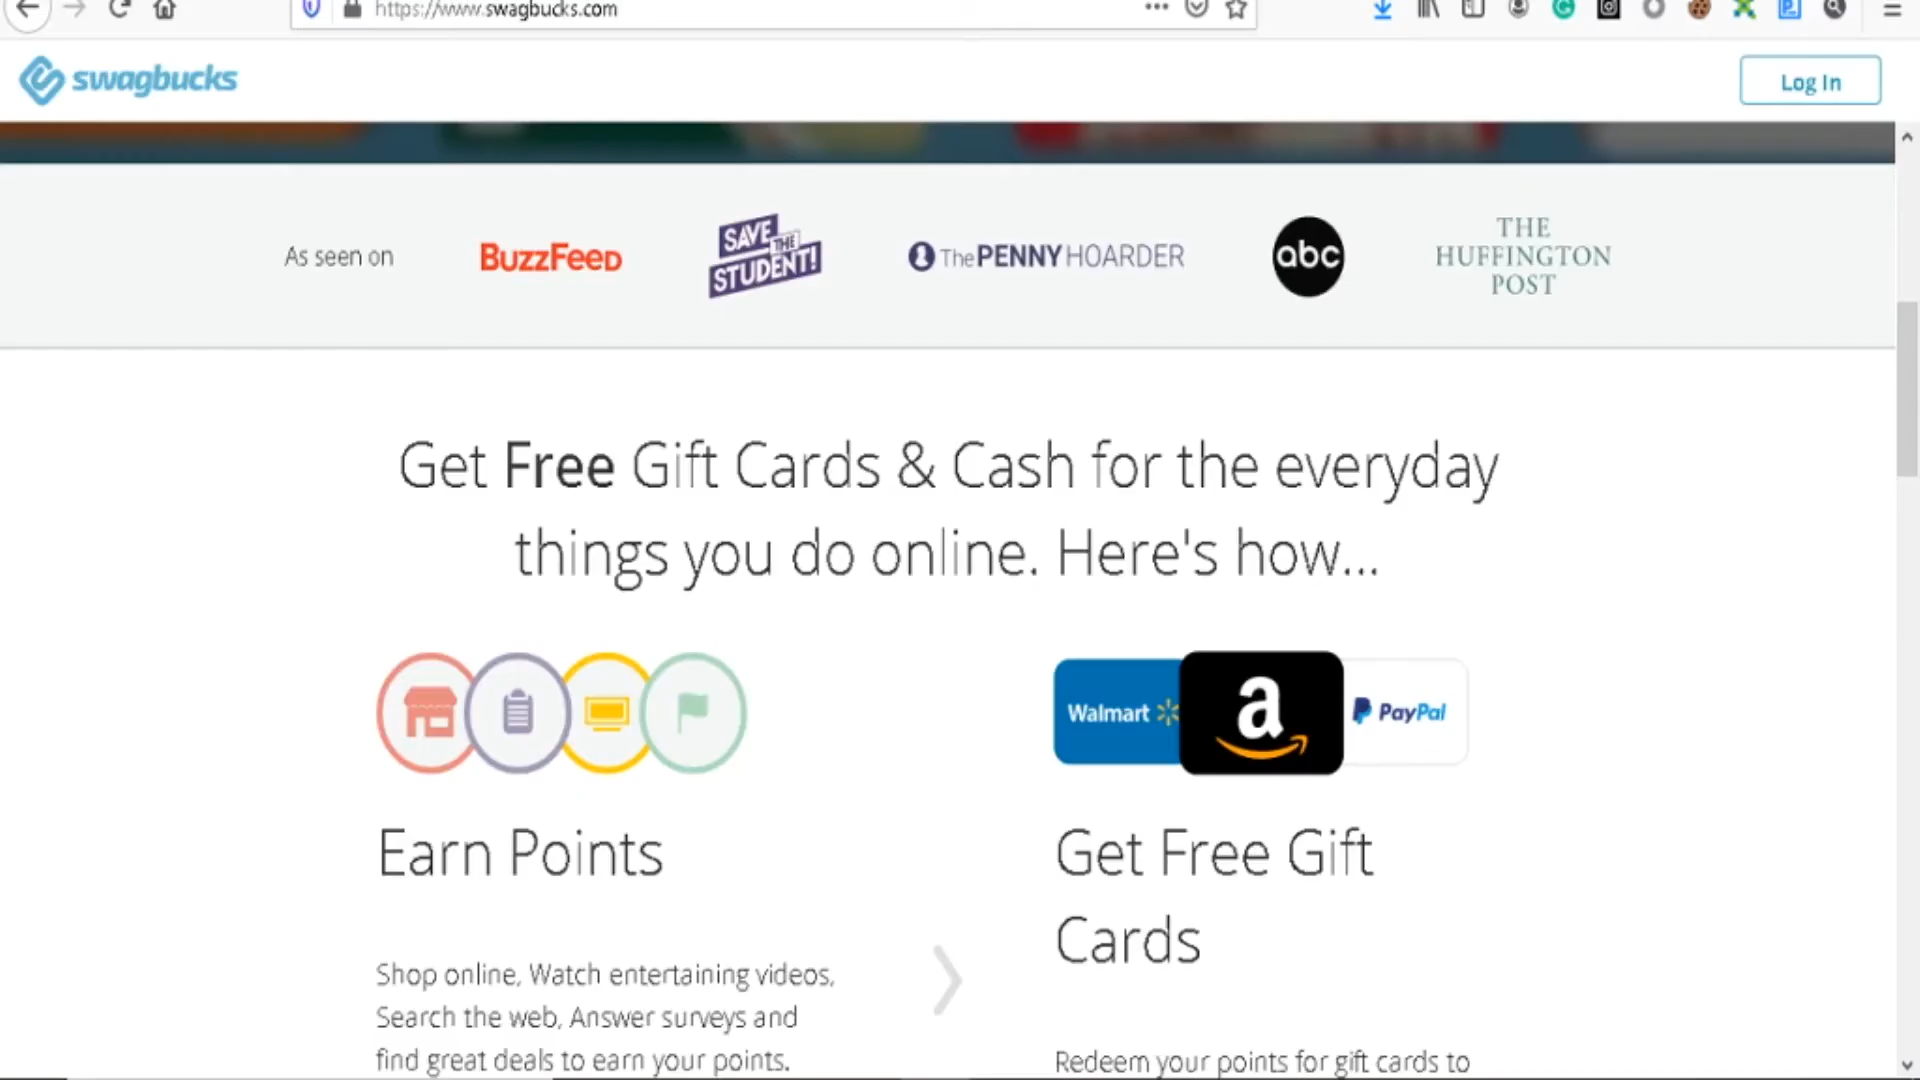 https://www.swagbucks.com
swagbucks
Log In
As seen on
BuzzFeeD
SAVE THE STUDENT!
The PENNY HOARDER
abc
THE HUFFINGTON POST
Get Free Gift Cards & Cash for the everyday
things you do online. Here's how...
Walmart
a
PayPal
Earn Points
Get Free Gift
Cards
Shop online, Watch entertaining videos,
Search the web, Answer surveys and
find great deals to earn your points.
Redeem your points for gift cards to